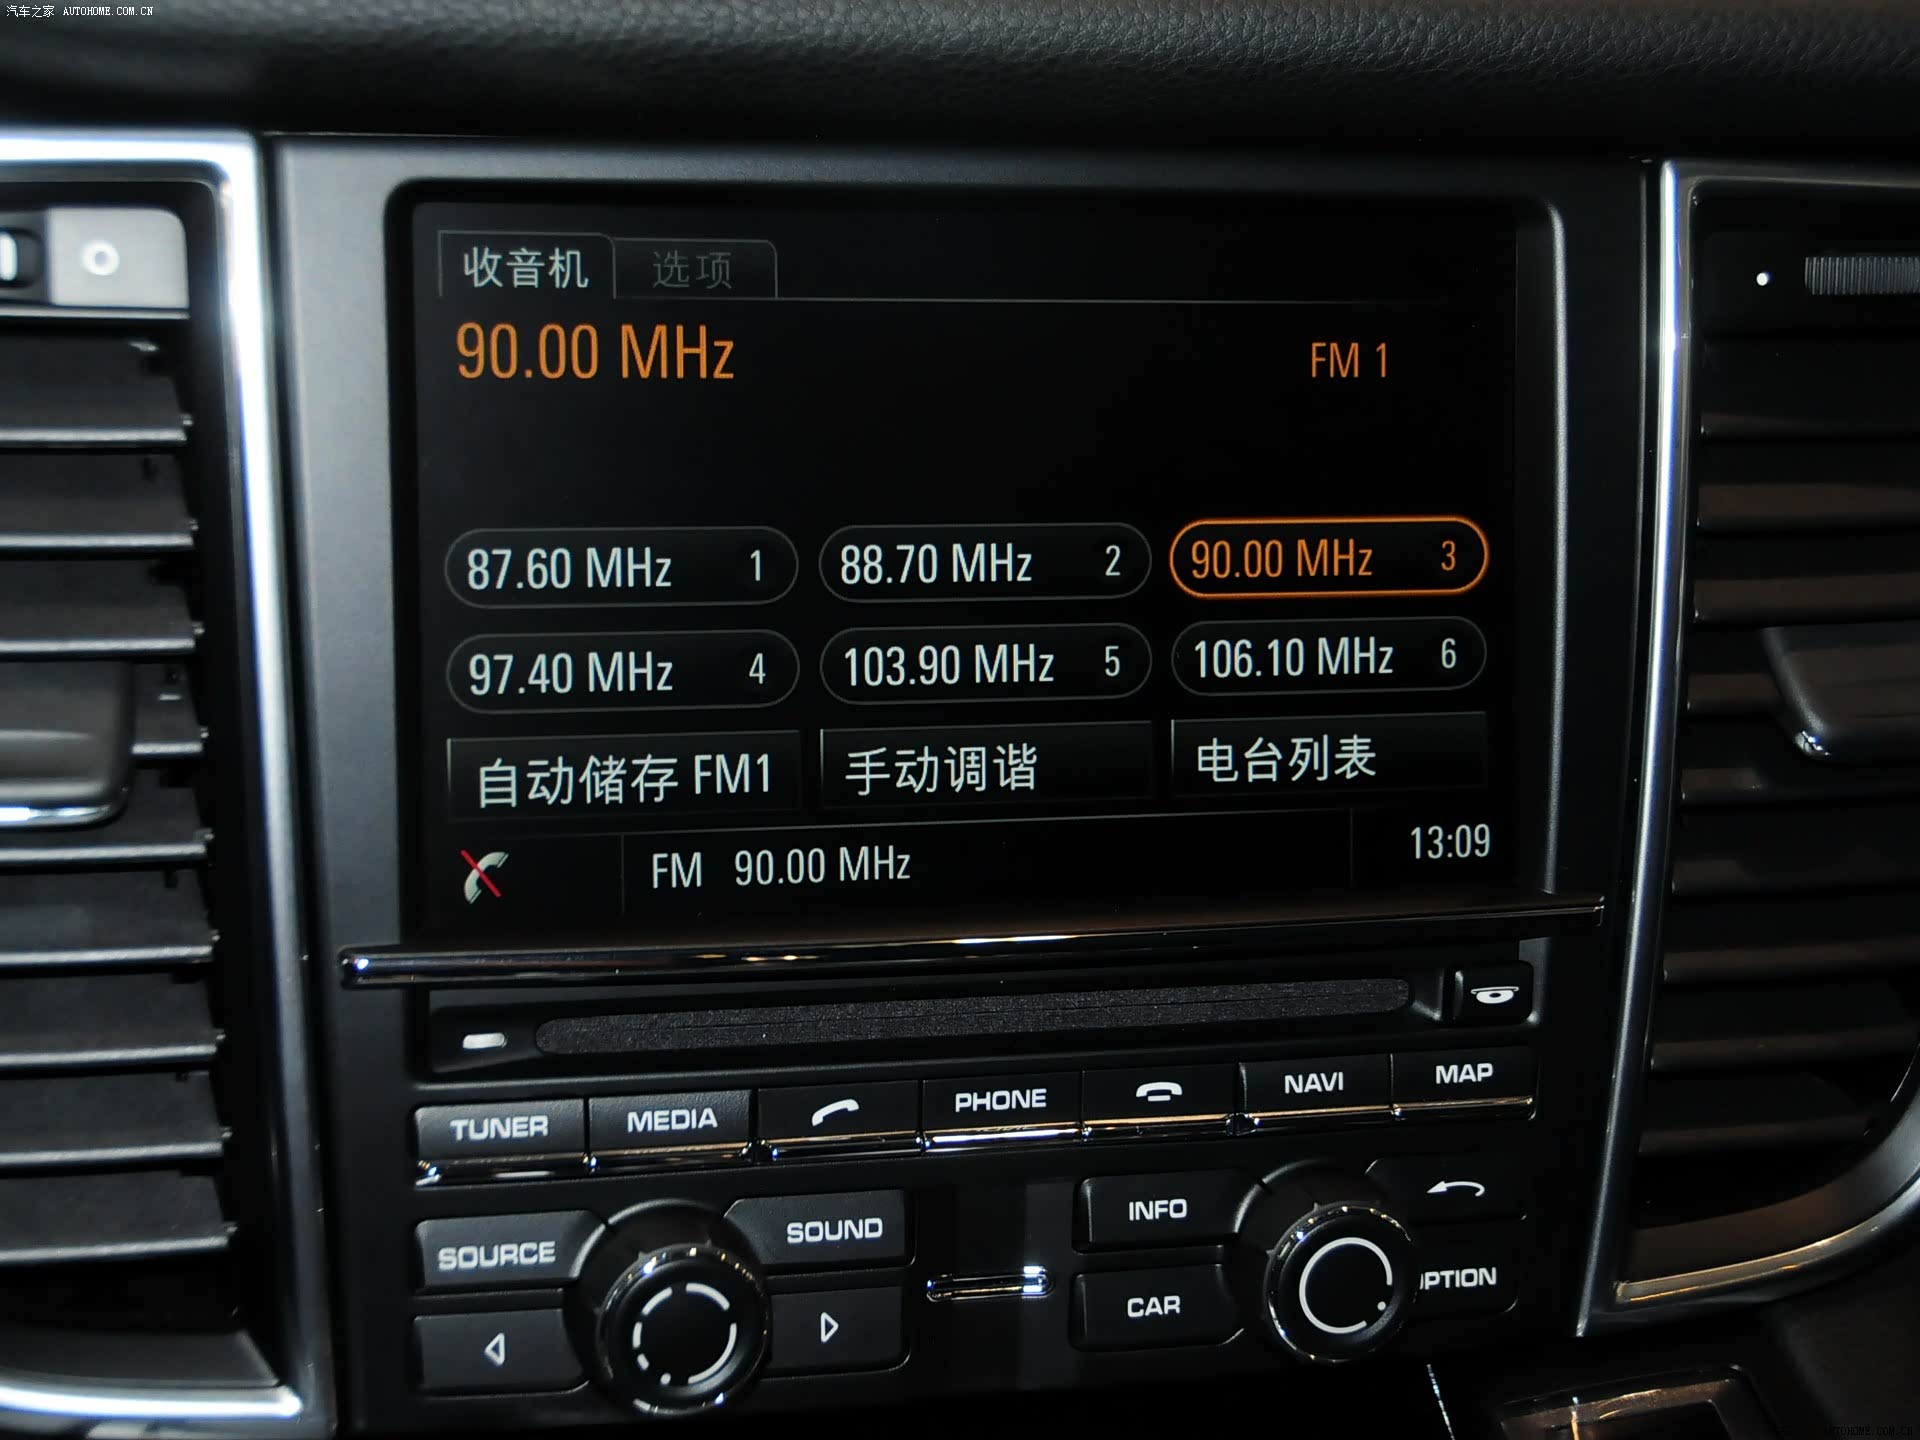 汽车之家 AUTOHOME.COM.CN
收音机 选项
90.00 MHz FM 1
87.60 MHz 1 88.70 MHz 2 90.00 MHz 3
97.40 MHz 4 103.90 MHz 5 106.10 MHz 6
自动储存 FM1 手动调谐 电台列表
FM 90.00 MHz 13:09
TUNER MEDIA PHONE NAVI MAP
SOURCE SOUND INFO
CAR PTION
AUTOHOME.COM.CN